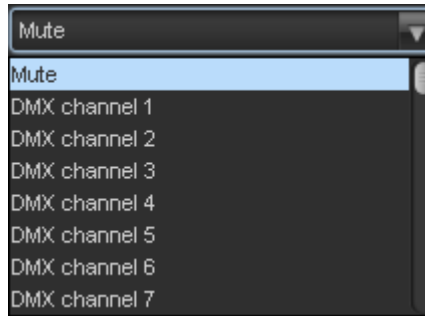 Mute
Mute
DMX channel 1
DMX channel 2
DMX channel 3
DMX channel 4
DMX channel 5
DMX channel 6
DMX channel 7